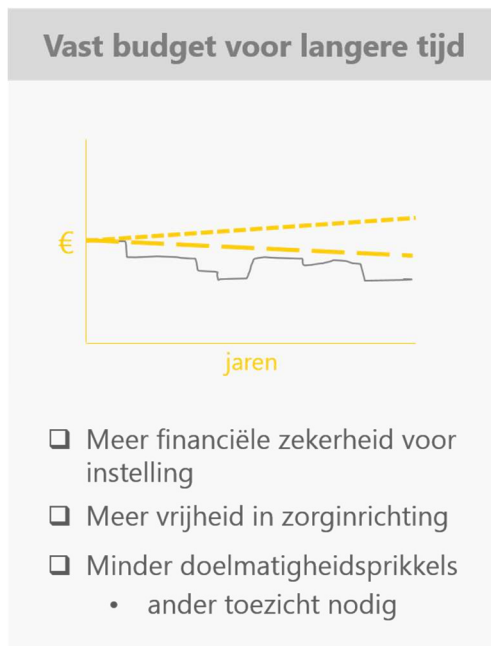 Vast budget voor langere tijd
€
jaren
❑ Meer financiële zekerheid voor
instelling
❑ Meer vrijheid in zorginrichting
❑ Minder doelmatigheidsprikkels
• ander toezicht nodig